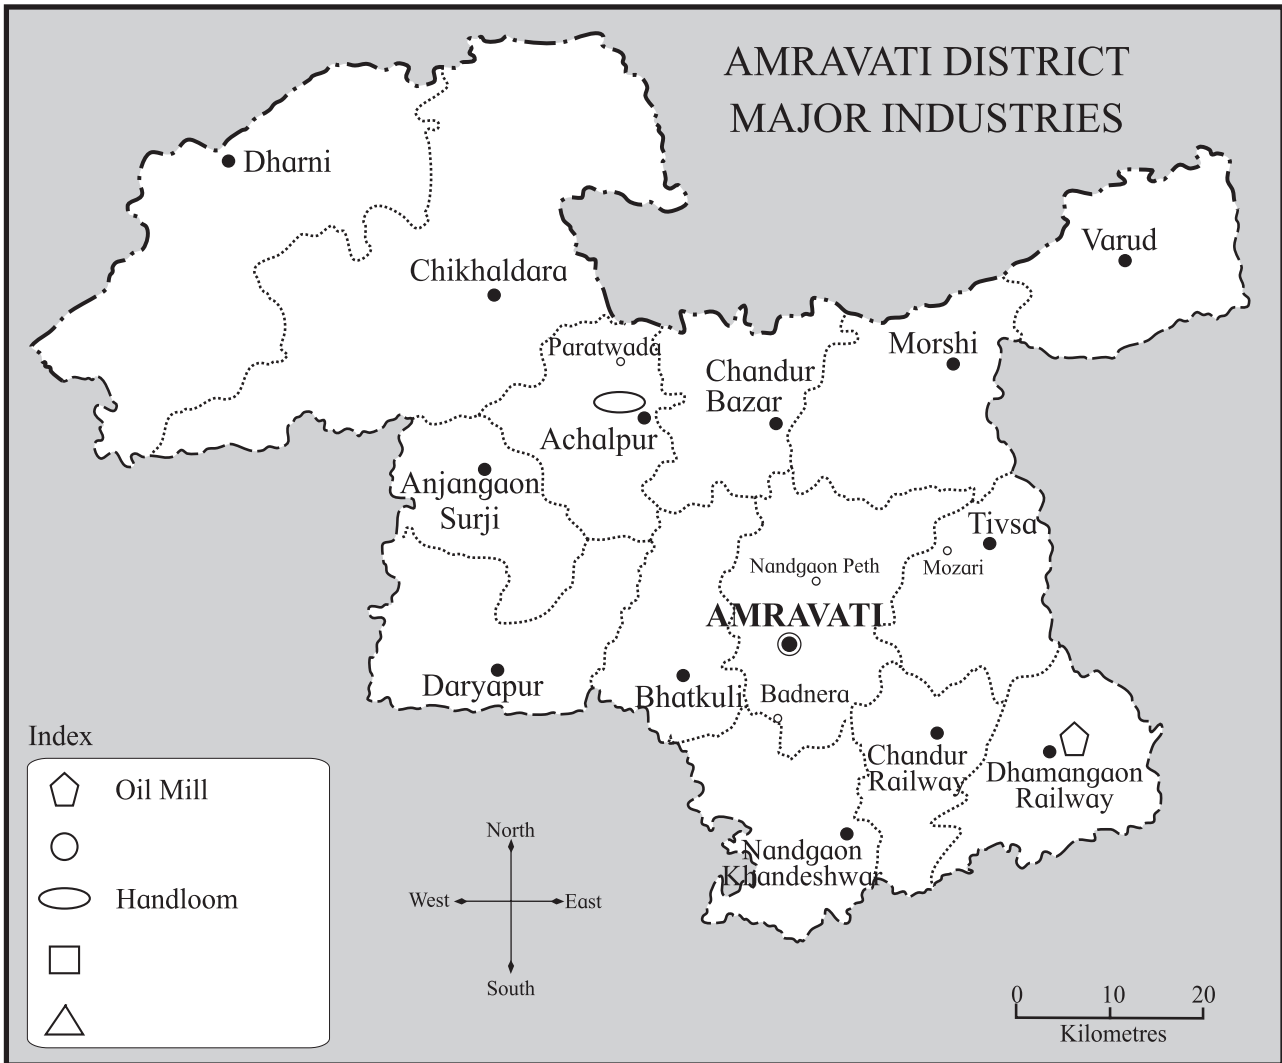 AMRAVATI DISTRICT
MAJOR INDUSTRIES
Dharni
Varud
Chikhaldara
Morshi
Paratwada
Chandur
Bazar
Achalpur
Anjangaon
Surji
Tivsa
Nandgaon Peth
Mozari
AMRAVATI
Daryapur
Bhatkuli
Badnera
Chandur
Railway
Dhamangaon
Railway
Nandgaon
Khandeshwar
Index
Oil Mill
Handloom
North
West
East
South
0 10 20
Kilometres